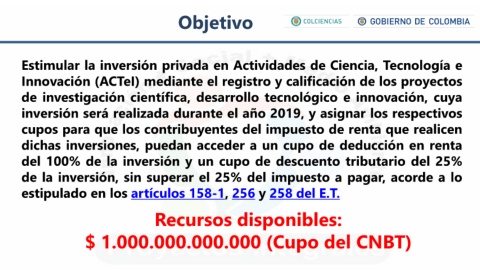 Objetivo
COLCIENCIAS
GOBIERNO DE COLOMBIA
Estimular la inversión privada en Actividades de Ciencia, Tecnología e
Innovación (ACTeI) mediante el registro y calificación de los proyectos
de investigación científica, desarrollo tecnológico e innovación, cuya
inversión será realizada durante el año 2019, y asignar los respectivos
cupos para que los contribuyentes del impuesto de renta que realicen
dichas inversiones, puedan acceder a un cupo de deducción en renta
del 100% de la inversión y un cupo de descuento tributario del 25%
de la inversión, sin superar el 25% del impuesto a pagar, acorde a lo
estipulado en los artículos 158-1, 256 y 258 del E.T.
Recursos disponibles:
$ 1.000.000.000.000 (Cupo del CNBT)